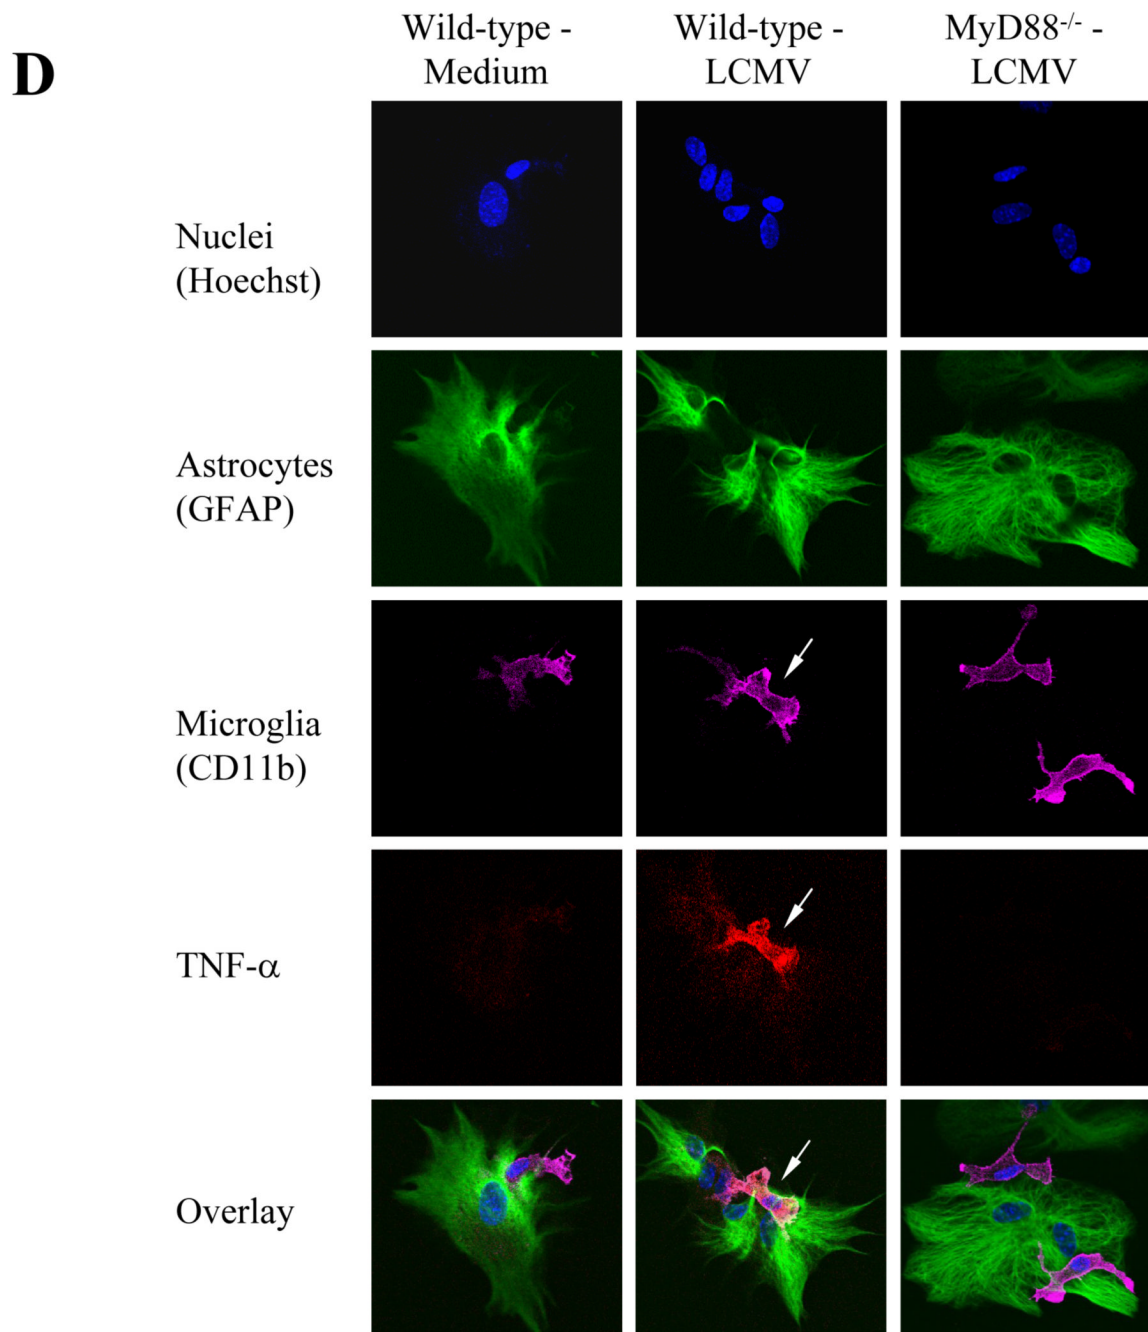 D
Wild-type -
Medium
Wild-type -
LCMV
MyD88-/- -
LCMV
Nuclei
(Hoechst)
Astrocytes
(GFAP)
Microglia
(CD11b)
TNF-α
Overlay